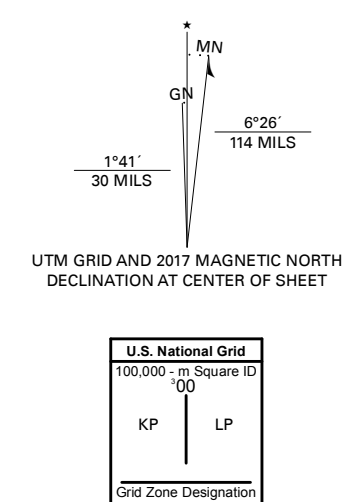 ★
MN
GN
6°26´
114 MILS
1°41´
30 MILS
UTM GRID AND 2017 MAGNETIC NORTH
DECLINATION AT CENTER OF SHEET
U.S. National Grid
100,000 - m Square ID
³00
KP LP
Grid Zone Designation